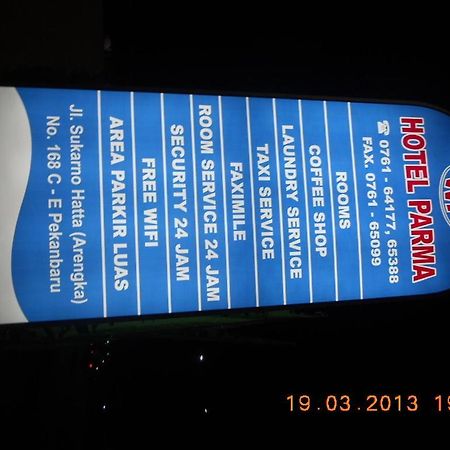 HOTEL PARMA
☎ 0761 - 64177, 65388
FAX. 0761 - 65099
ROOMS
COFFEE SHOP
LAUNDRY SERVICE
TAXI SERVICE
FAXIMILE
ROOM SERVICE 24 JAM
SECURITY 24 JAM
FREE WIFI
AREA PARKIR LUAS
Jl. Sukarno Hatta (Arengka)
No. 168 C - E Pekanbaru
19.03.2013